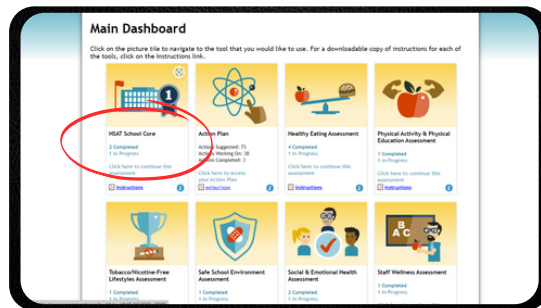 Main Dashboard
Click on the picture tile to navigate to the tool that you would like to use. For a downloadable copy of instructions for each of
the tools, click on the Instructions link.
1
HSAT School Core
2 Completed
1 In Progress
Click here to continue this
assessment
Instructions
Action Plan
Actions Suggested: 73
Actions Working On: 38
Actions Completed: 3
Click here to access
your Action Plan
INSTRUCTIONS
Healthy Eating Assessment
4 Completed
1 In Progress
Click here to continue this
assessment
Instructions
Physical Activity & Physical
Education Assessment
1 Completed
1 In Progress
Click here to continue this
assessment
Instructions
Tobacco/Nicotine-Free
Lifestyles Assessment
1 Completed
1 In Progress
Safe School Environment
Assessment
1 Completed
1 In Progress
Social & Emotional Health
Assessment
2 Completed
1 In Progress
B
A C
Staff Wellness Assessment
1 Completed
1 In Progress